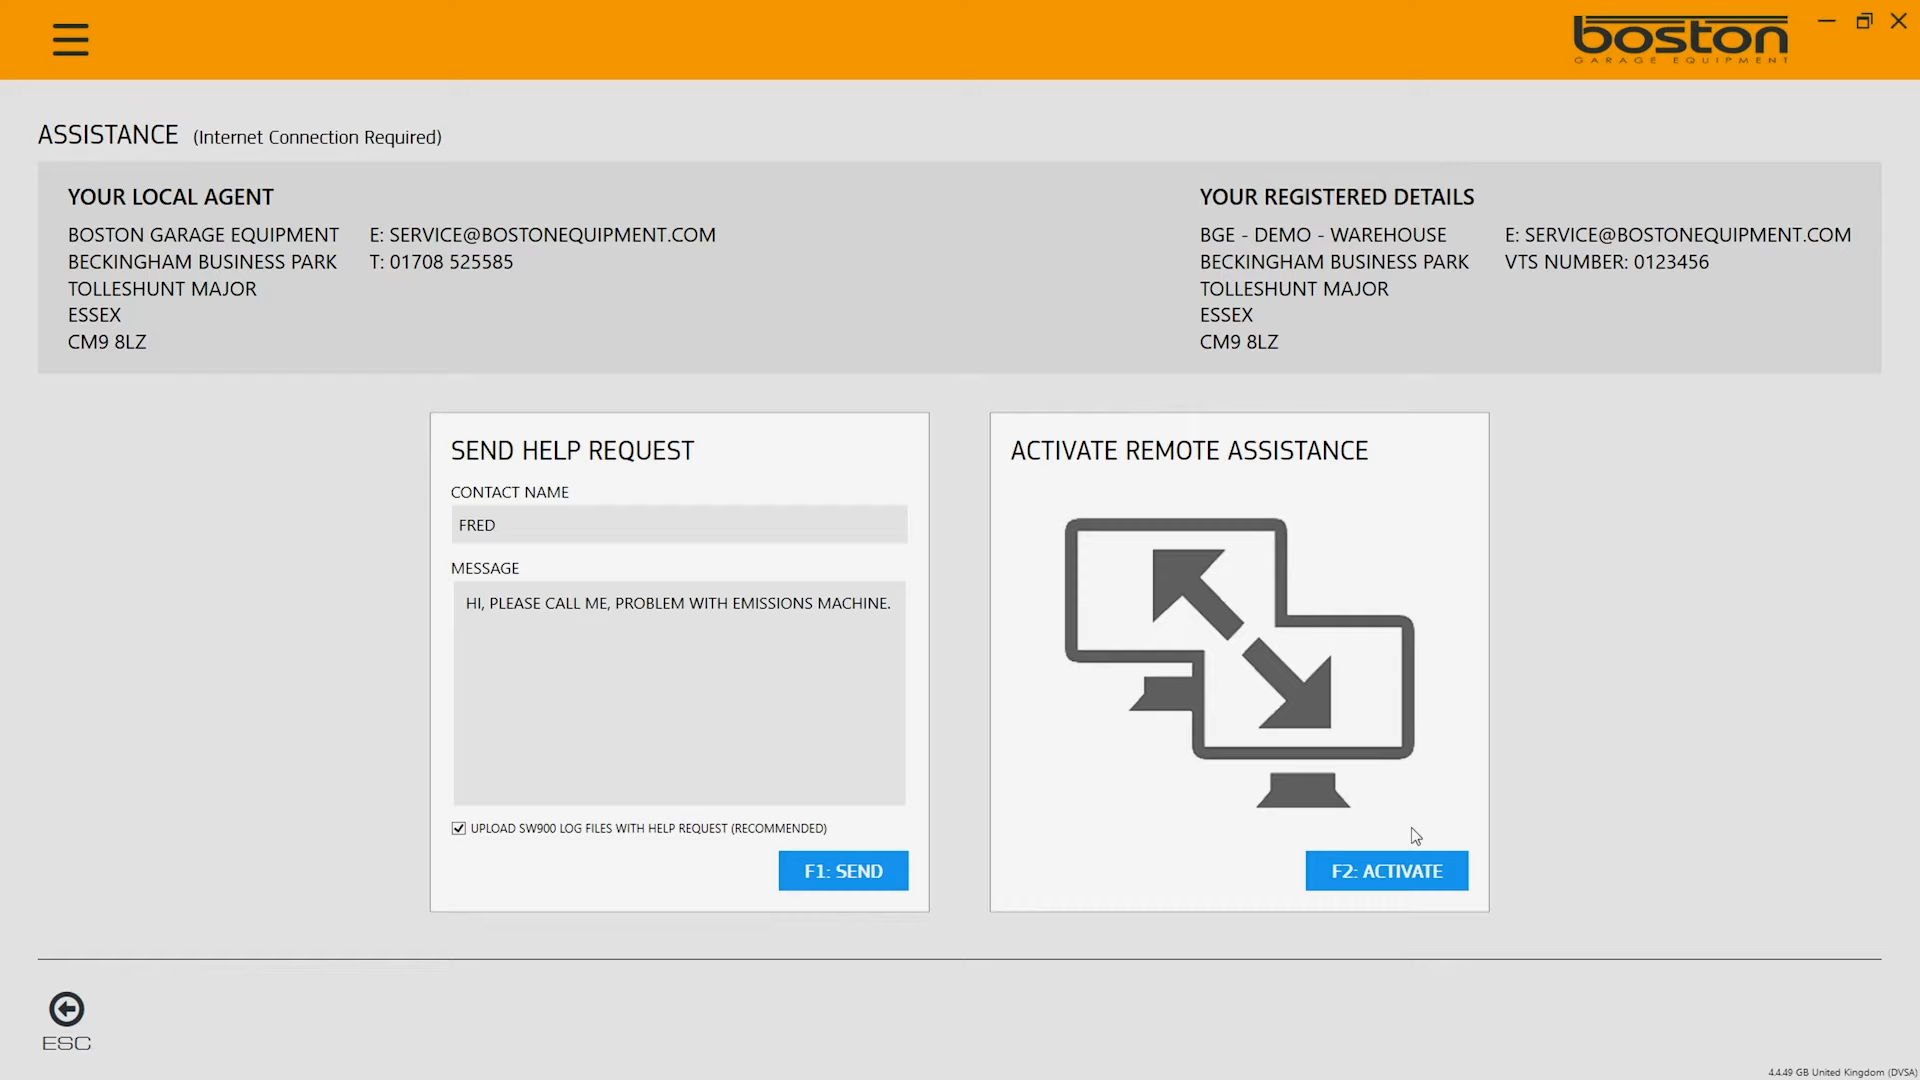 boston
GARAGE EQUIPMENT
ASSISTANCE (Internet Connection Required)
YOUR LOCAL AGENT
BOSTON GARAGE EQUIPMENT E: SERVICE@BOSTONEQUIPMENT.COM
BECKINGHAM BUSINESS PARK T: 01708 525585
TOLLESHUNT MAJOR
ESSEX
CM9 8LZ
YOUR REGISTERED DETAILS
BGE - DEMO - WAREHOUSE E: SERVICE@BOSTONEQUIPMENT.COM
BECKINGHAM BUSINESS PARK VTS NUMBER: 0123456
TOLLESHUNT MAJOR
ESSEX
CM9 8LZ
SEND HELP REQUEST
CONTACT NAME
FRED
MESSAGE
HI, PLEASE CALL ME, PROBLEM WITH EMISSIONS MACHINE.
UPLOAD SW900 LOG FILES WITH HELP REQUEST (RECOMMENDED)
F1: SEND
ACTIVATE REMOTE ASSISTANCE
F2: ACTIVATE
ESC
4.4.49 GB United Kingdom (DVSA)